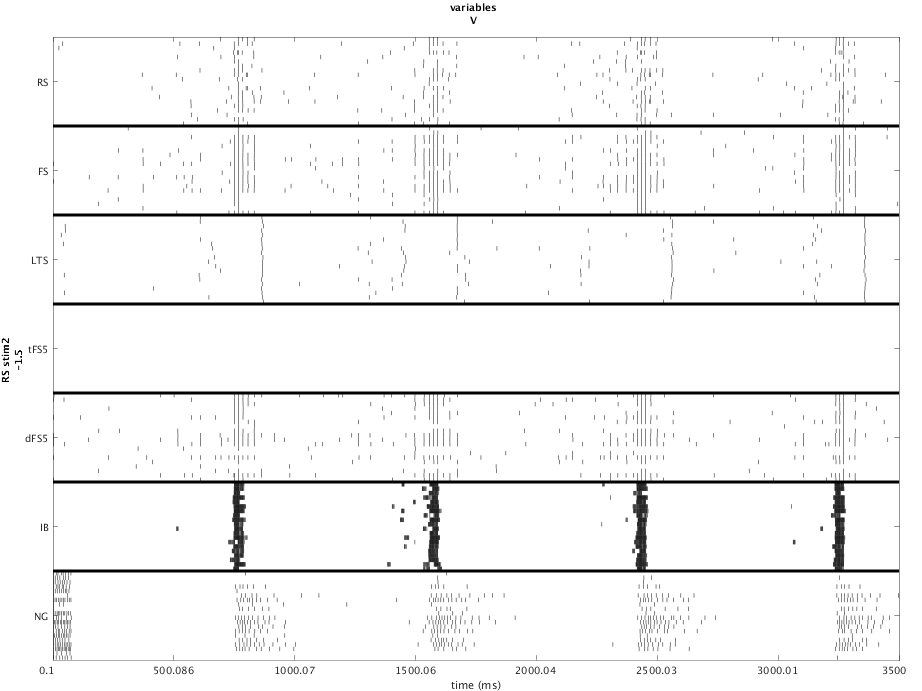 variables
V
RS
FS
LTS
RS stim2
-1.5
tFS5
dFS5
IB
NG
0.1
500.086
1000.07
1500.06
2000.04
2500.03
3000.01
3500
time (ms)